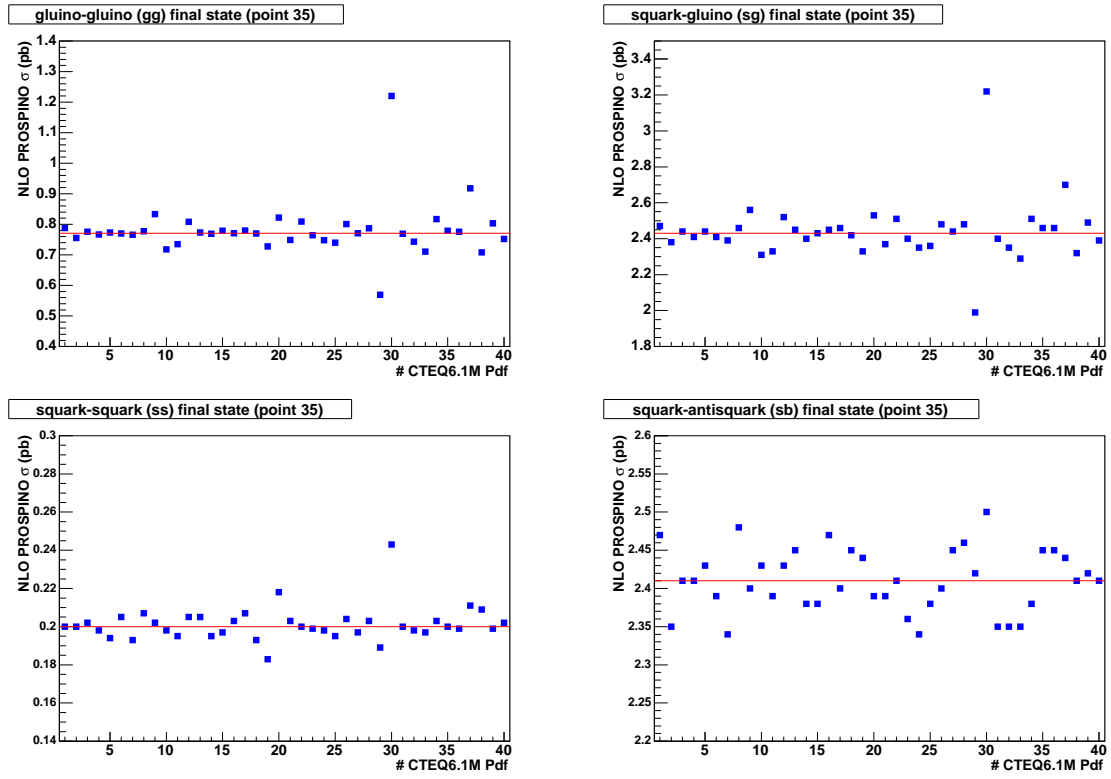 gluino-gluino (gg) final state (point 35)
NLO PROSPINO σ (pb)
1.4
1.3
1.2
1.1
1
0.9
0.8
0.7
0.6
0.5
0.4
5 10 15 20 25 30 35 40
# CTEQ6.1M Pdf
squark-gluino (sg) final state (point 35)
NLO PROSPINO σ (pb)
3.4
3.2
3
2.8
2.6
2.4
2.2
2
1.8
5 10 15 20 25 30 35 40
# CTEQ6.1M Pdf
squark-squark (ss) final state (point 35)
NLO PROSPINO σ (pb)
0.3
0.28
0.26
0.24
0.22
0.2
0.18
0.16
0.14
5 10 15 20 25 30 35 40
# CTEQ6.1M Pdf
squark-antisquark (sb) final state (point 35)
NLO PROSPINO σ (pb)
2.6
2.55
2.5
2.45
2.4
2.35
2.3
2.25
2.2
5 10 15 20 25 30 35 40
# CTEQ6.1M Pdf